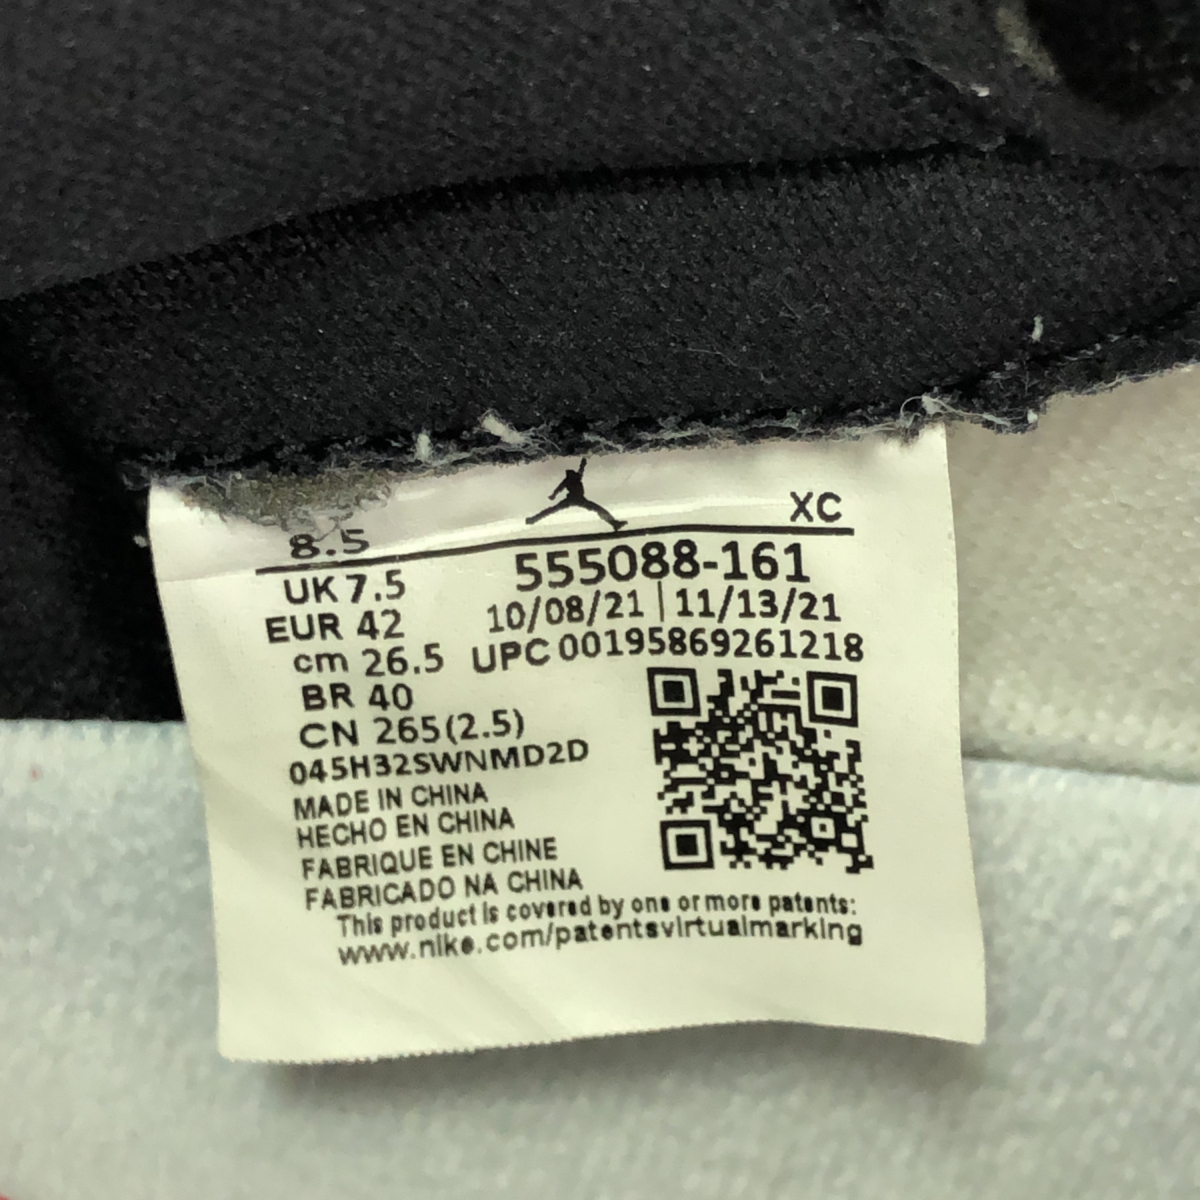 8.5 XC
UK 7.5 555088-161
EUR 42 10/08/21 | 11/13/21
cm 26.5 UPC 00195869261218
BR 40
CN 265(2.5)
045H32SWNMD2D
MADE IN CHINA
HECHO EN CHINA
FABRIQUE EN CHINE
FABRICADO NA CHINA
This product is covered by one or more patents:
www.nike.com/patentsvirtualmarking